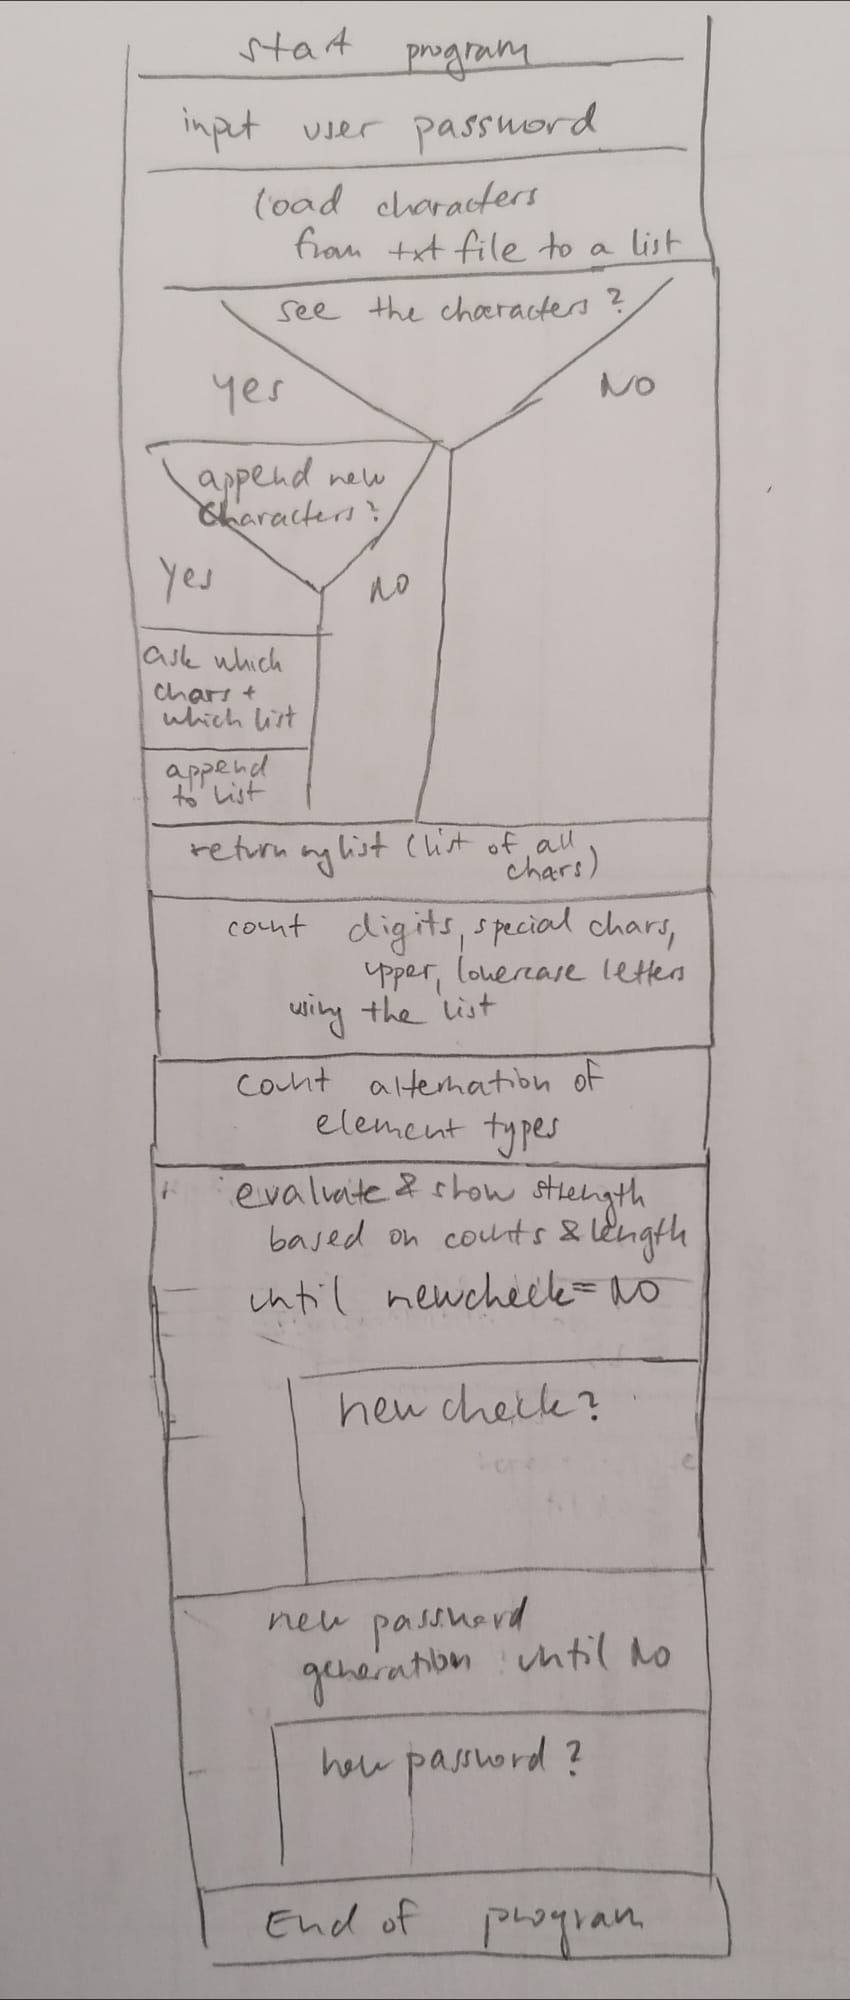 start program
input user password
load characters
from txt file to a list
see the characters?
yes
NO
append new
characters?
yes
NO
ask which
chars +
which list
append
to list
return mylist (list of all
chars)
count digits, special chars,
upper, lowercase letters
using the list
count alternation of
element types
evaluate & show strength
based on counts & length
until newcheck = NO
new check?
new password
generation until NO
new password?
End of program